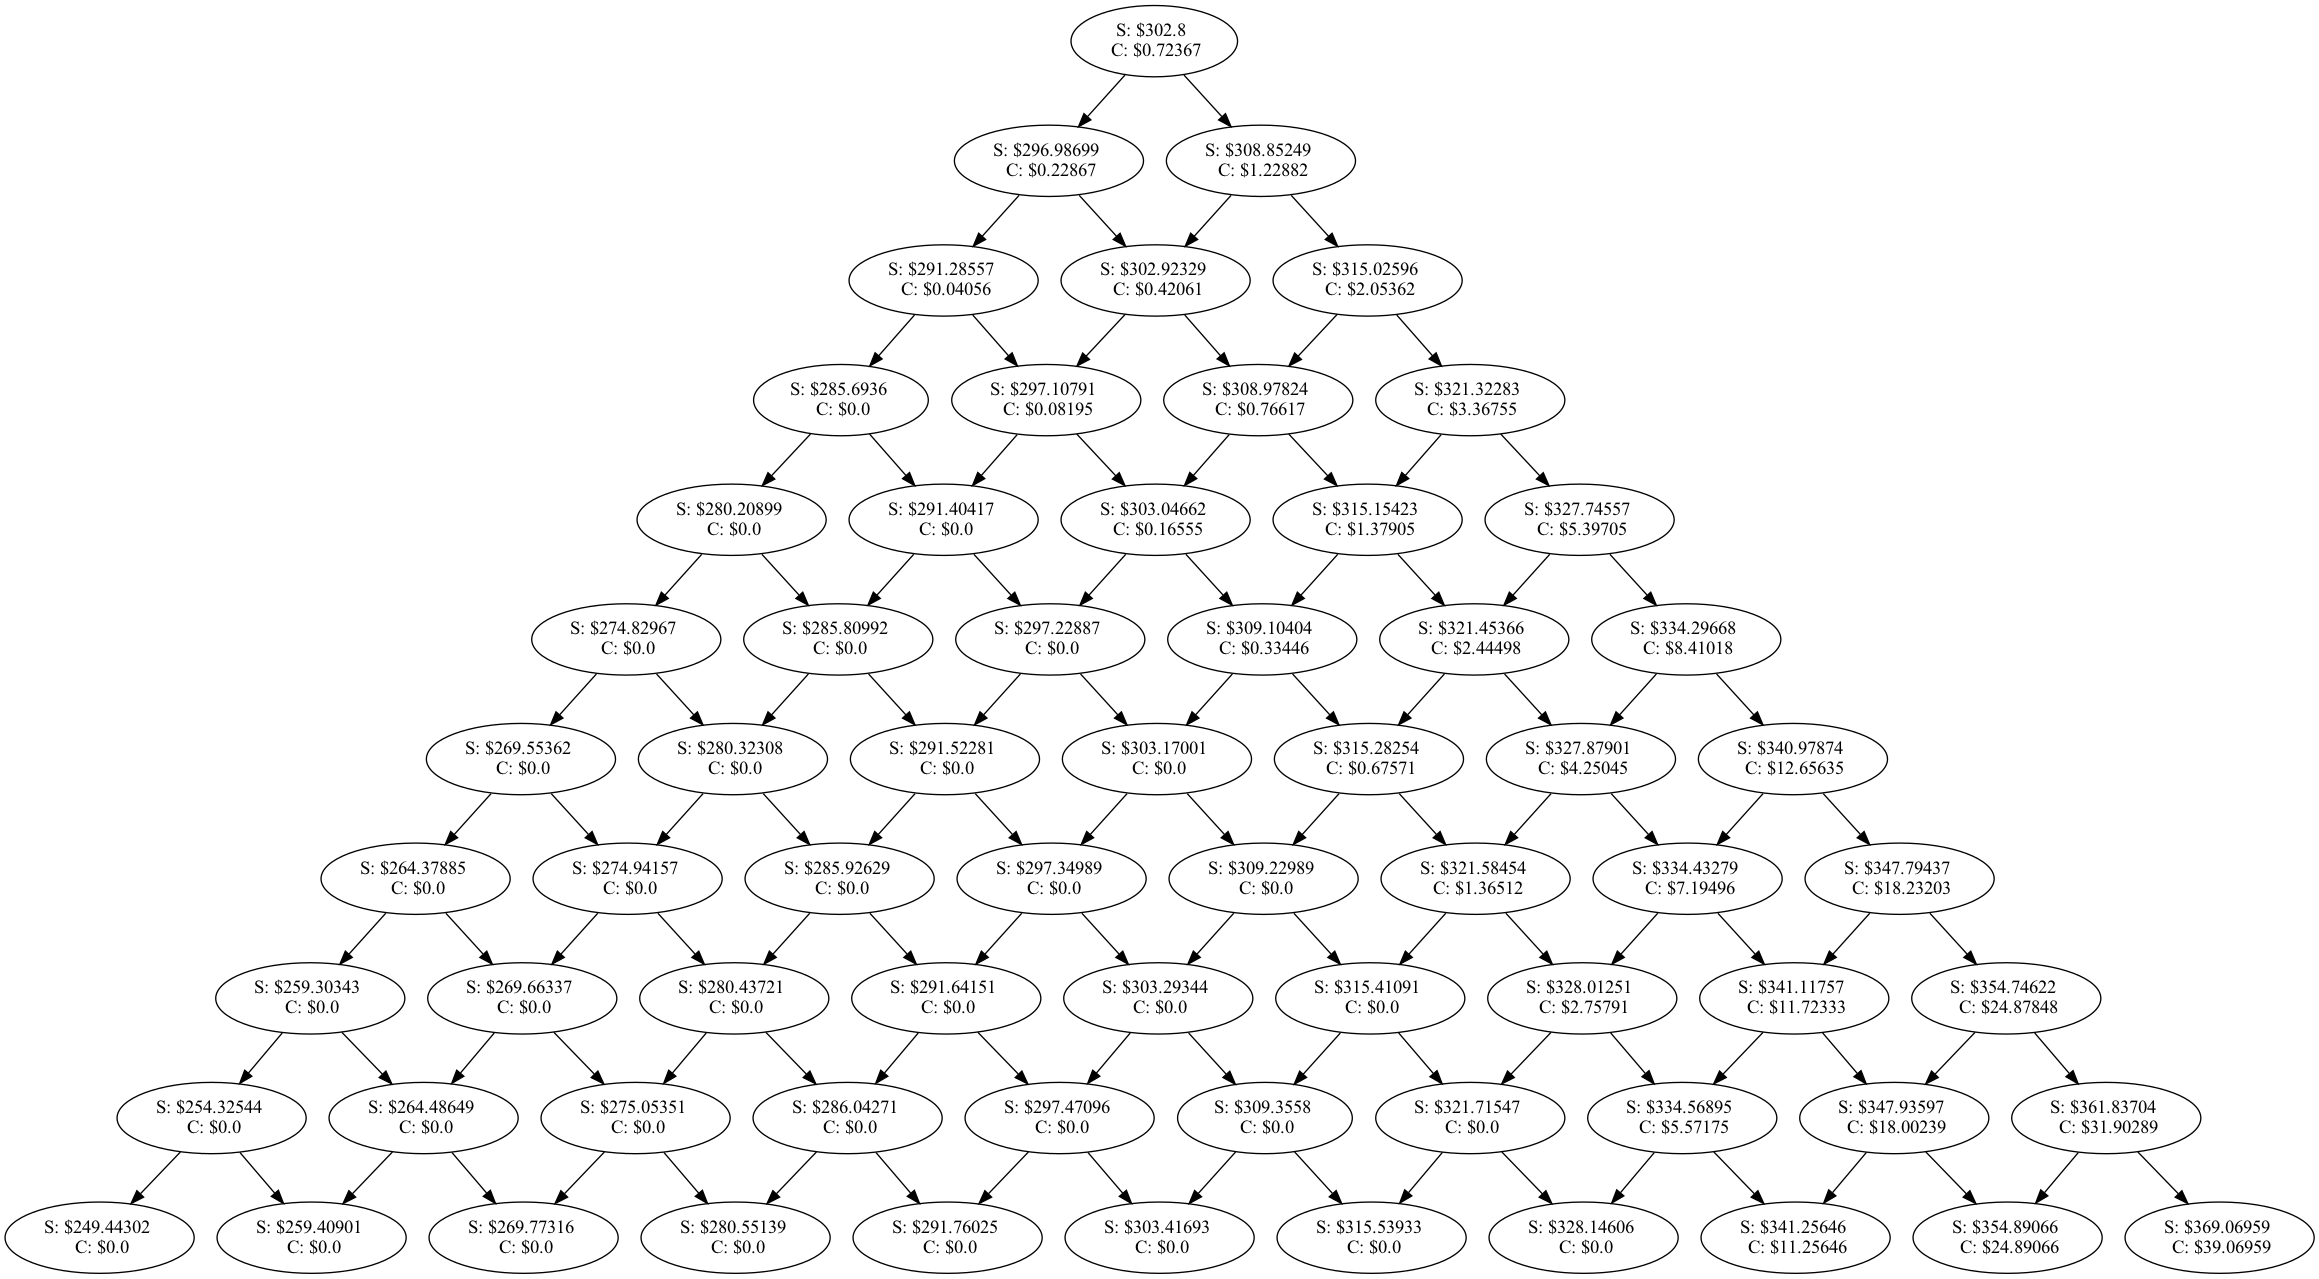 S: $302.8
C: $0.72367
S: $296.98699
C: $0.22867
S: $308.85249
C: $1.22882
S: $291.28557
C: $0.04056
S: $302.92329
C: $0.42061
S: $315.02596
C: $2.05362
S: $285.6936
C: $0.0
S: $297.10791
C: $0.08195
S: $308.97824
C: $0.76617
S: $321.32283
C: $3.36755
S: $280.20899
C: $0.0
S: $291.40417
C: $0.0
S: $303.04662
C: $0.16555
S: $315.15423
C: $1.37905
S: $327.74557
C: $5.39705
S: $274.82967
C: $0.0
S: $285.80992
C: $0.0
S: $297.22887
C: $0.0
S: $309.10404
C: $0.33446
S: $321.45366
C: $2.44498
S: $334.29668
C: $8.41018
S: $269.55362
C: $0.0
S: $280.32308
C: $0.0
S: $291.52281
C: $0.0
S: $303.17001
C: $0.0
S: $315.28254
C: $0.67571
S: $327.87901
C: $4.25045
S: $340.97874
C: $12.65635
S: $264.37885
C: $0.0
S: $274.94157
C: $0.0
S: $285.92629
C: $0.0
S: $297.34989
C: $0.0
S: $309.22989
C: $0.0
S: $321.58454
C: $1.36512
S: $334.43279
C: $7.19496
S: $347.79437
C: $18.23203
S: $259.30343
C: $0.0
S: $269.66337
C: $0.0
S: $280.43721
C: $0.0
S: $291.64151
C: $0.0
S: $303.29344
C: $0.0
S: $315.41091
C: $0.0
S: $328.01251
C: $2.75791
S: $341.11757
C: $11.72333
S: $354.74622
C: $24.87848
S: $254.32544
C: $0.0
S: $264.48649
C: $0.0
S: $275.05351
C: $0.0
S: $286.04271
C: $0.0
S: $297.47096
C: $0.0
S: $309.3558
C: $0.0
S: $321.71547
C: $0.0
S: $334.56895
C: $5.57175
S: $347.93597
C: $18.00239
S: $361.83704
C: $31.90289
S: $249.44302
C: $0.0
S: $259.40901
C: $0.0
S: $269.77316
C: $0.0
S: $280.55139
C: $0.0
S: $291.76025
C: $0.0
S: $303.41693
C: $0.0
S: $315.53933
C: $0.0
S: $328.14606
C: $0.0
S: $341.25646
C: $11.25646
S: $354.89066
C: $24.89066
S: $369.06959
C: $39.06959